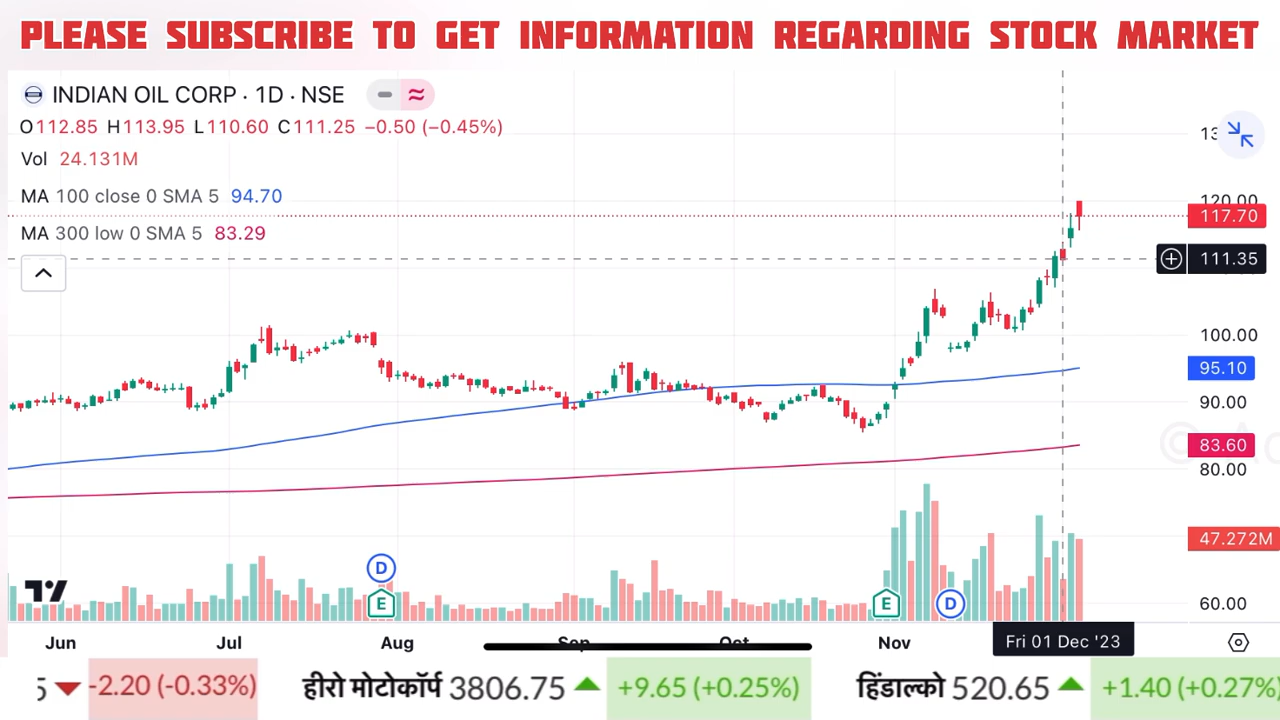 PLEASE SUBSCRIBE TO GET INFORMATION REGARDING STOCK MARKET
INDIAN OIL CORP · 1D · NSE
O112.85 H113.95 L110.60 C111.25 −0.50 (−0.45%)
Vol 24.131M
MA 100 close 0 SMA 5 94.70
MA 300 low 0 SMA 5 83.29
120.00
117.70
111.35
100.00
95.10
90.00
83.60
80.00
47.272M
60.00
D
E
E
D
Jun Jul Aug Sep Oct Nov Fri 01 Dec '23
-2.20 (-0.33%) हीरो मोटोकॉर्प 3806.75 +9.65 (+0.25%) हिंडाल्को 520.65 +1.40 (+0.27%)